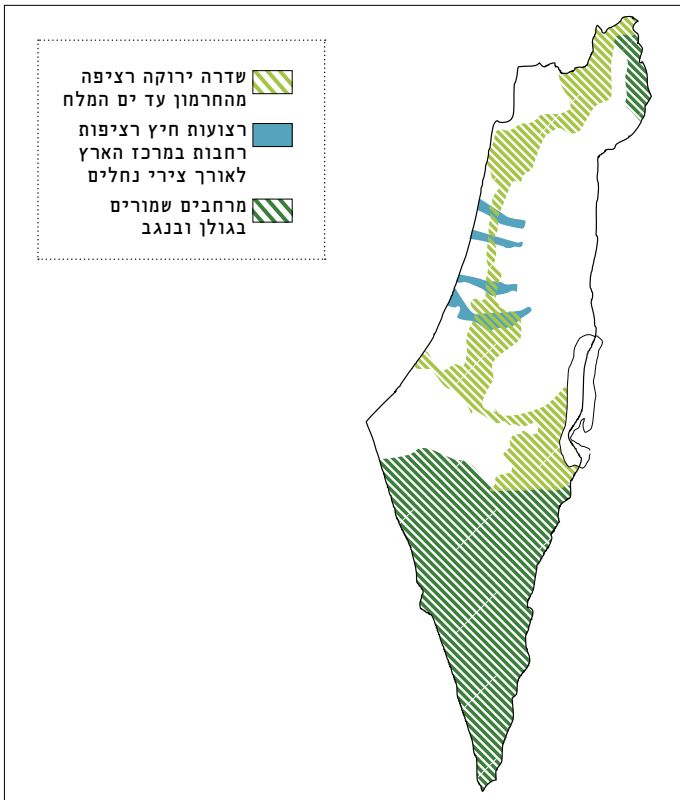 שדרה ירוקה רציפה
מהחרמון עד ים המלח
רצועות חיץ רציפות
רחבות במרכז הארץ
לאורך צירי נחלים
מרחבים שמורים
בגולן ובנגב